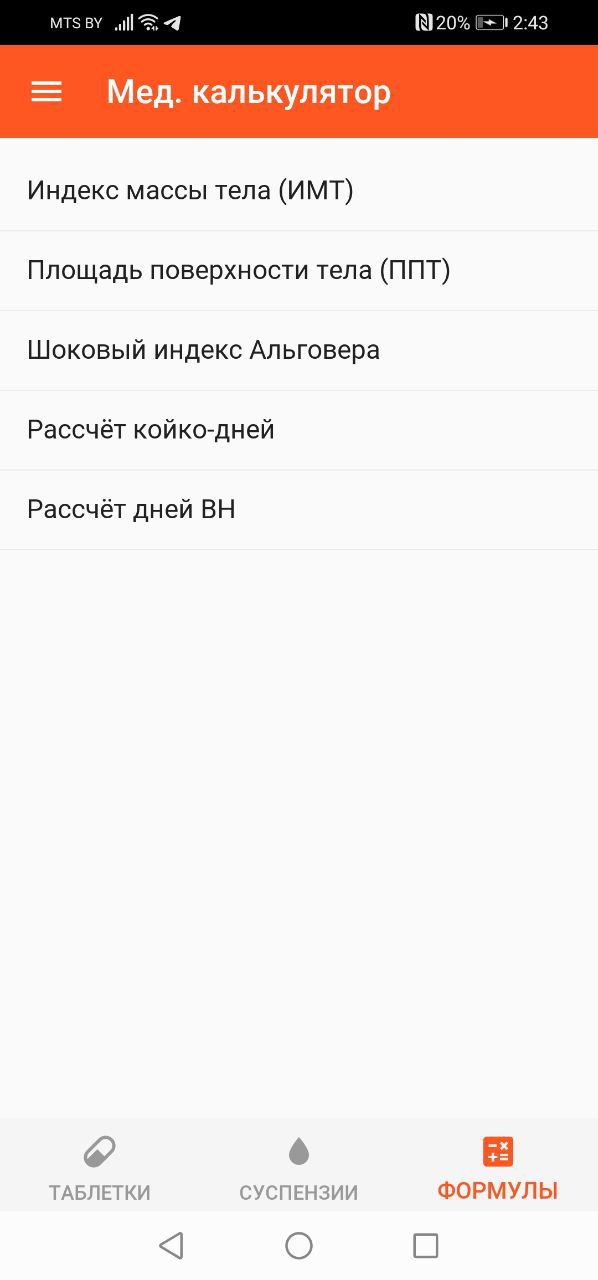 MTS BY 20% 2:43
Мед. калькулятор
Индекс массы тела (ИМТ)
Площадь поверхности тела (ППТ)
Шоковый индекс Альговера
Рассчёт койко-дней
Рассчёт дней ВН
ТАБЛЕТКИ СУСПЕНЗИИ ФОРМУЛЫ